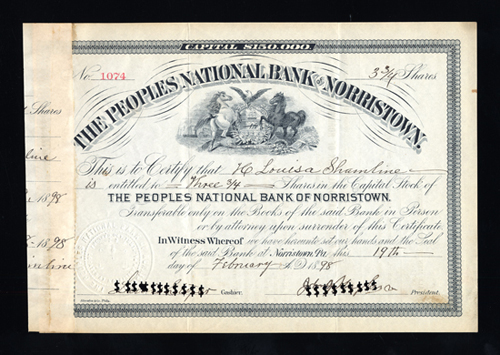 CAPITAL $150,000.
No. 1074
3 3/4 Shares
THE PEOPLES NATIONAL BANK OF NORRISTOWN.
This is to Certify that H Louisa Shainline
is entitled to Three 3/4 Shares in the Capital Stock of
THE PEOPLES NATIONAL BANK OF NORRISTOWN.
Transferable only on the Books of the said Bank in Person
or by attorney upon surrender of this Certificate.
In Witness Whereof we have hereunto set our hands and the Seal
of the said Bank at Norristown, Pa. this 19th
day of February A.D. 1898
Cashier.
President.
Shares
1898